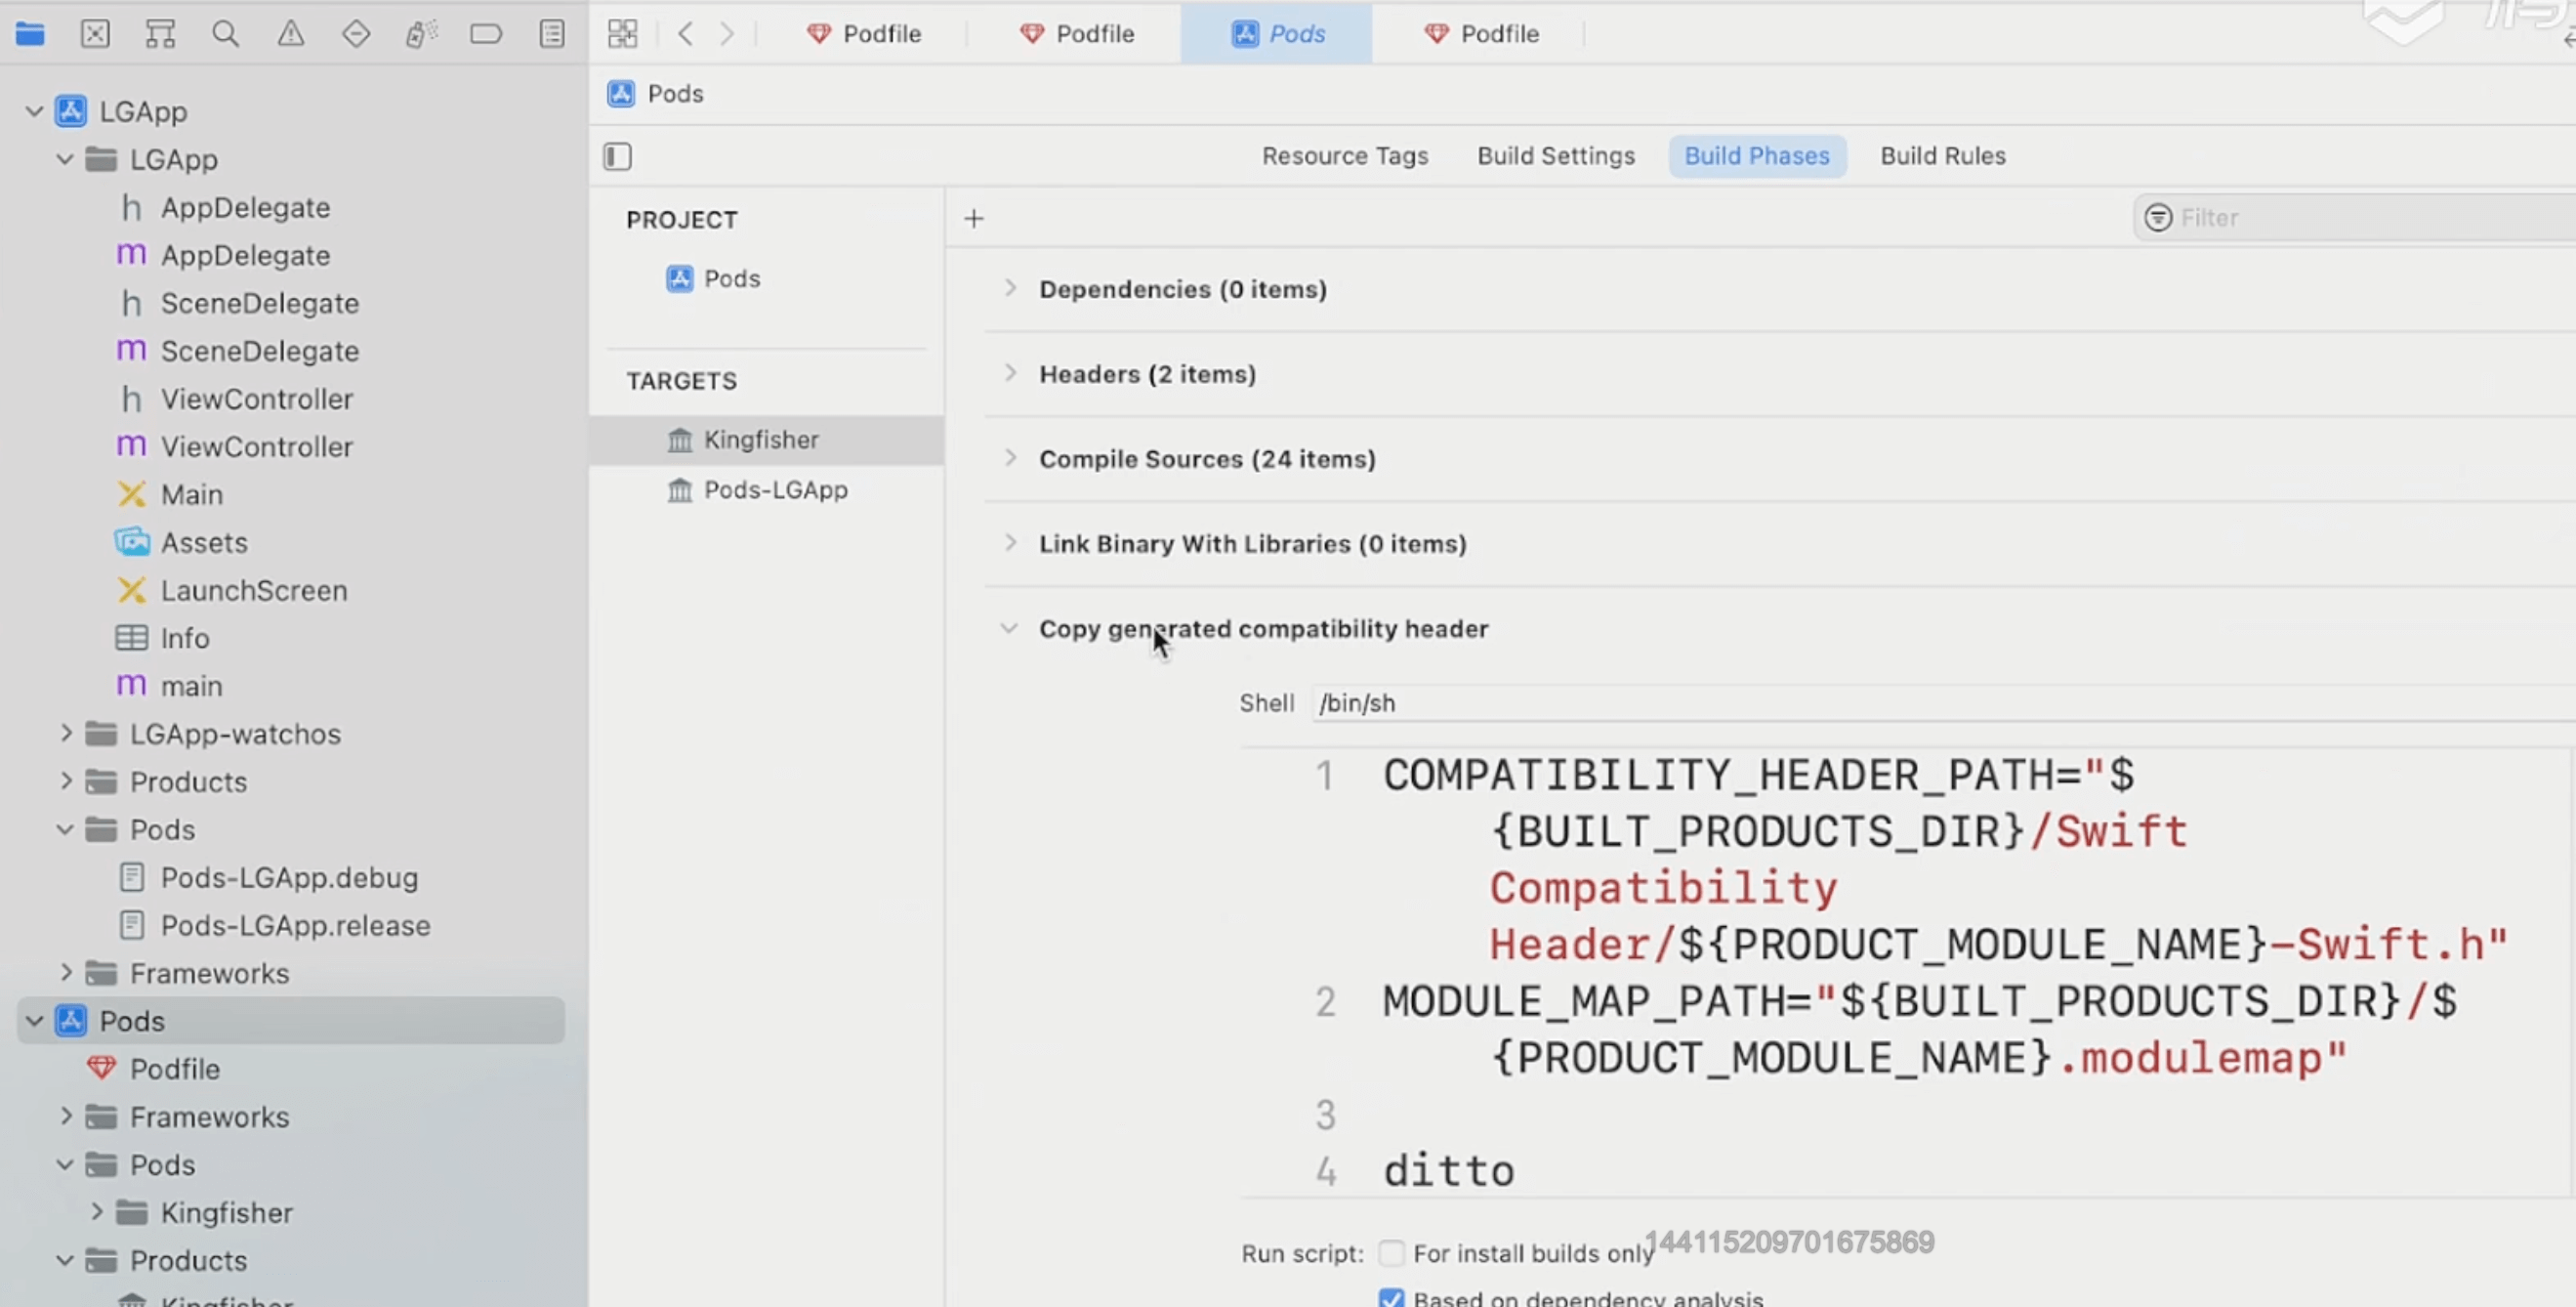 Podfile
Podfile
Pods
Podfile
Pods
Resource Tags
Build Settings
Build Phases
Build Rules
LGApp
LGApp
h AppDelegate
m AppDelegate
h SceneDelegate
m SceneDelegate
h ViewController
m ViewController
Main
Assets
LaunchScreen
Info
m main
LGApp-watchos
Products
Pods
Pods-LGApp.debug
Pods-LGApp.release
Frameworks
Pods
Podfile
Frameworks
Pods
Kingfisher
Products
Kingfisher
PROJECT
Pods
TARGETS
Kingfisher
Pods-LGApp
+
Filter
Dependencies (0 items)
Headers (2 items)
Compile Sources (24 items)
Link Binary With Libraries (0 items)
Copy generated compatibility header
Shell /bin/sh
1 COMPATIBILITY_HEADER_PATH="$
{BUILT_PRODUCTS_DIR}/Swift
Compatibility
Header/${PRODUCT_MODULE_NAME}-Swift.h"
2 MODULE_MAP_PATH="${BUILT_PRODUCTS_DIR}/$
{PRODUCT_MODULE_NAME}.modulemap"
3
4 ditto
Run script: For install builds only
144115209701675869
Based on dependency analysis